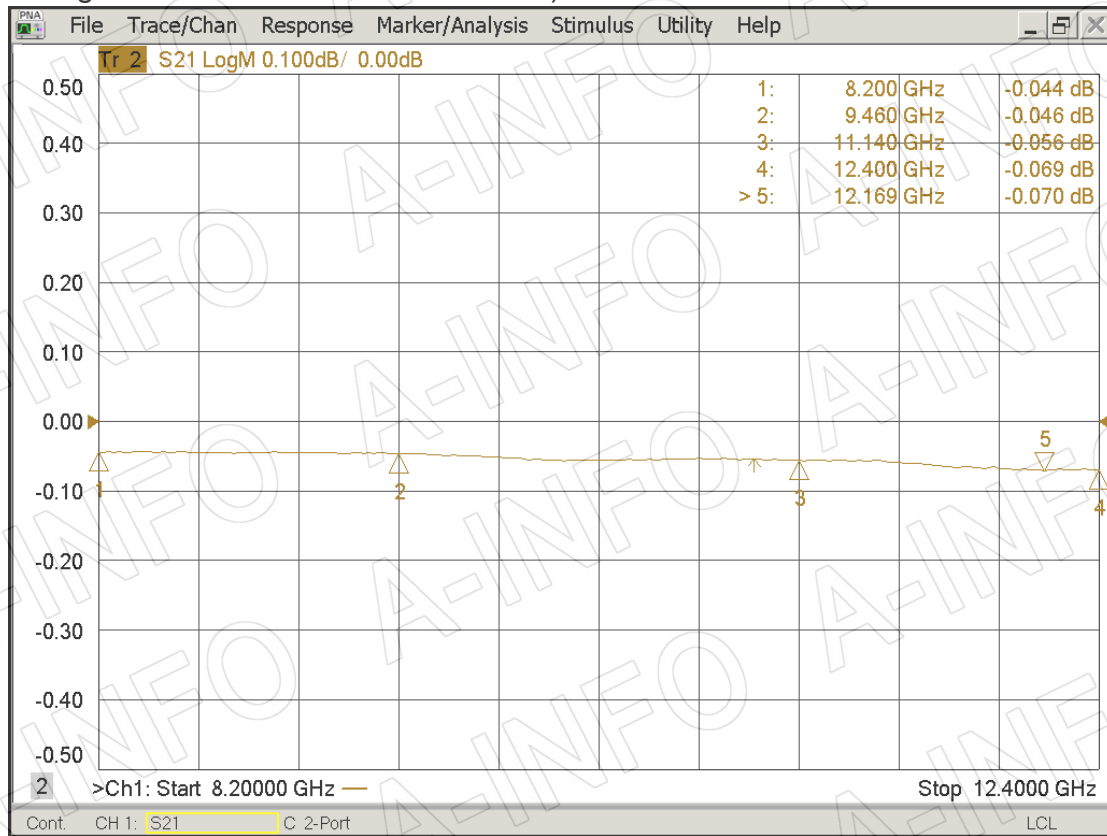 PNA
File Trace/Chan Response Marker/Analysis Stimulus Utility Help
Tr 2 S21 LogM 0.100dB/ 0.00dB
1: 8.200 GHz -0.044 dB
2: 9.460 GHz -0.046 dB
3: 11.140 GHz -0.056 dB
4: 12.400 GHz -0.069 dB
> 5: 12.169 GHz -0.070 dB
0.50
0.40
0.30
0.20
0.10
0.00
-0.10
-0.20
-0.30
-0.40
-0.50
1
2
3
5
4
2 >Ch1: Start 8.20000 GHz Stop 12.4000 GHz
Cont. CH 1: S21 C 2-Port LCL
A-INFO